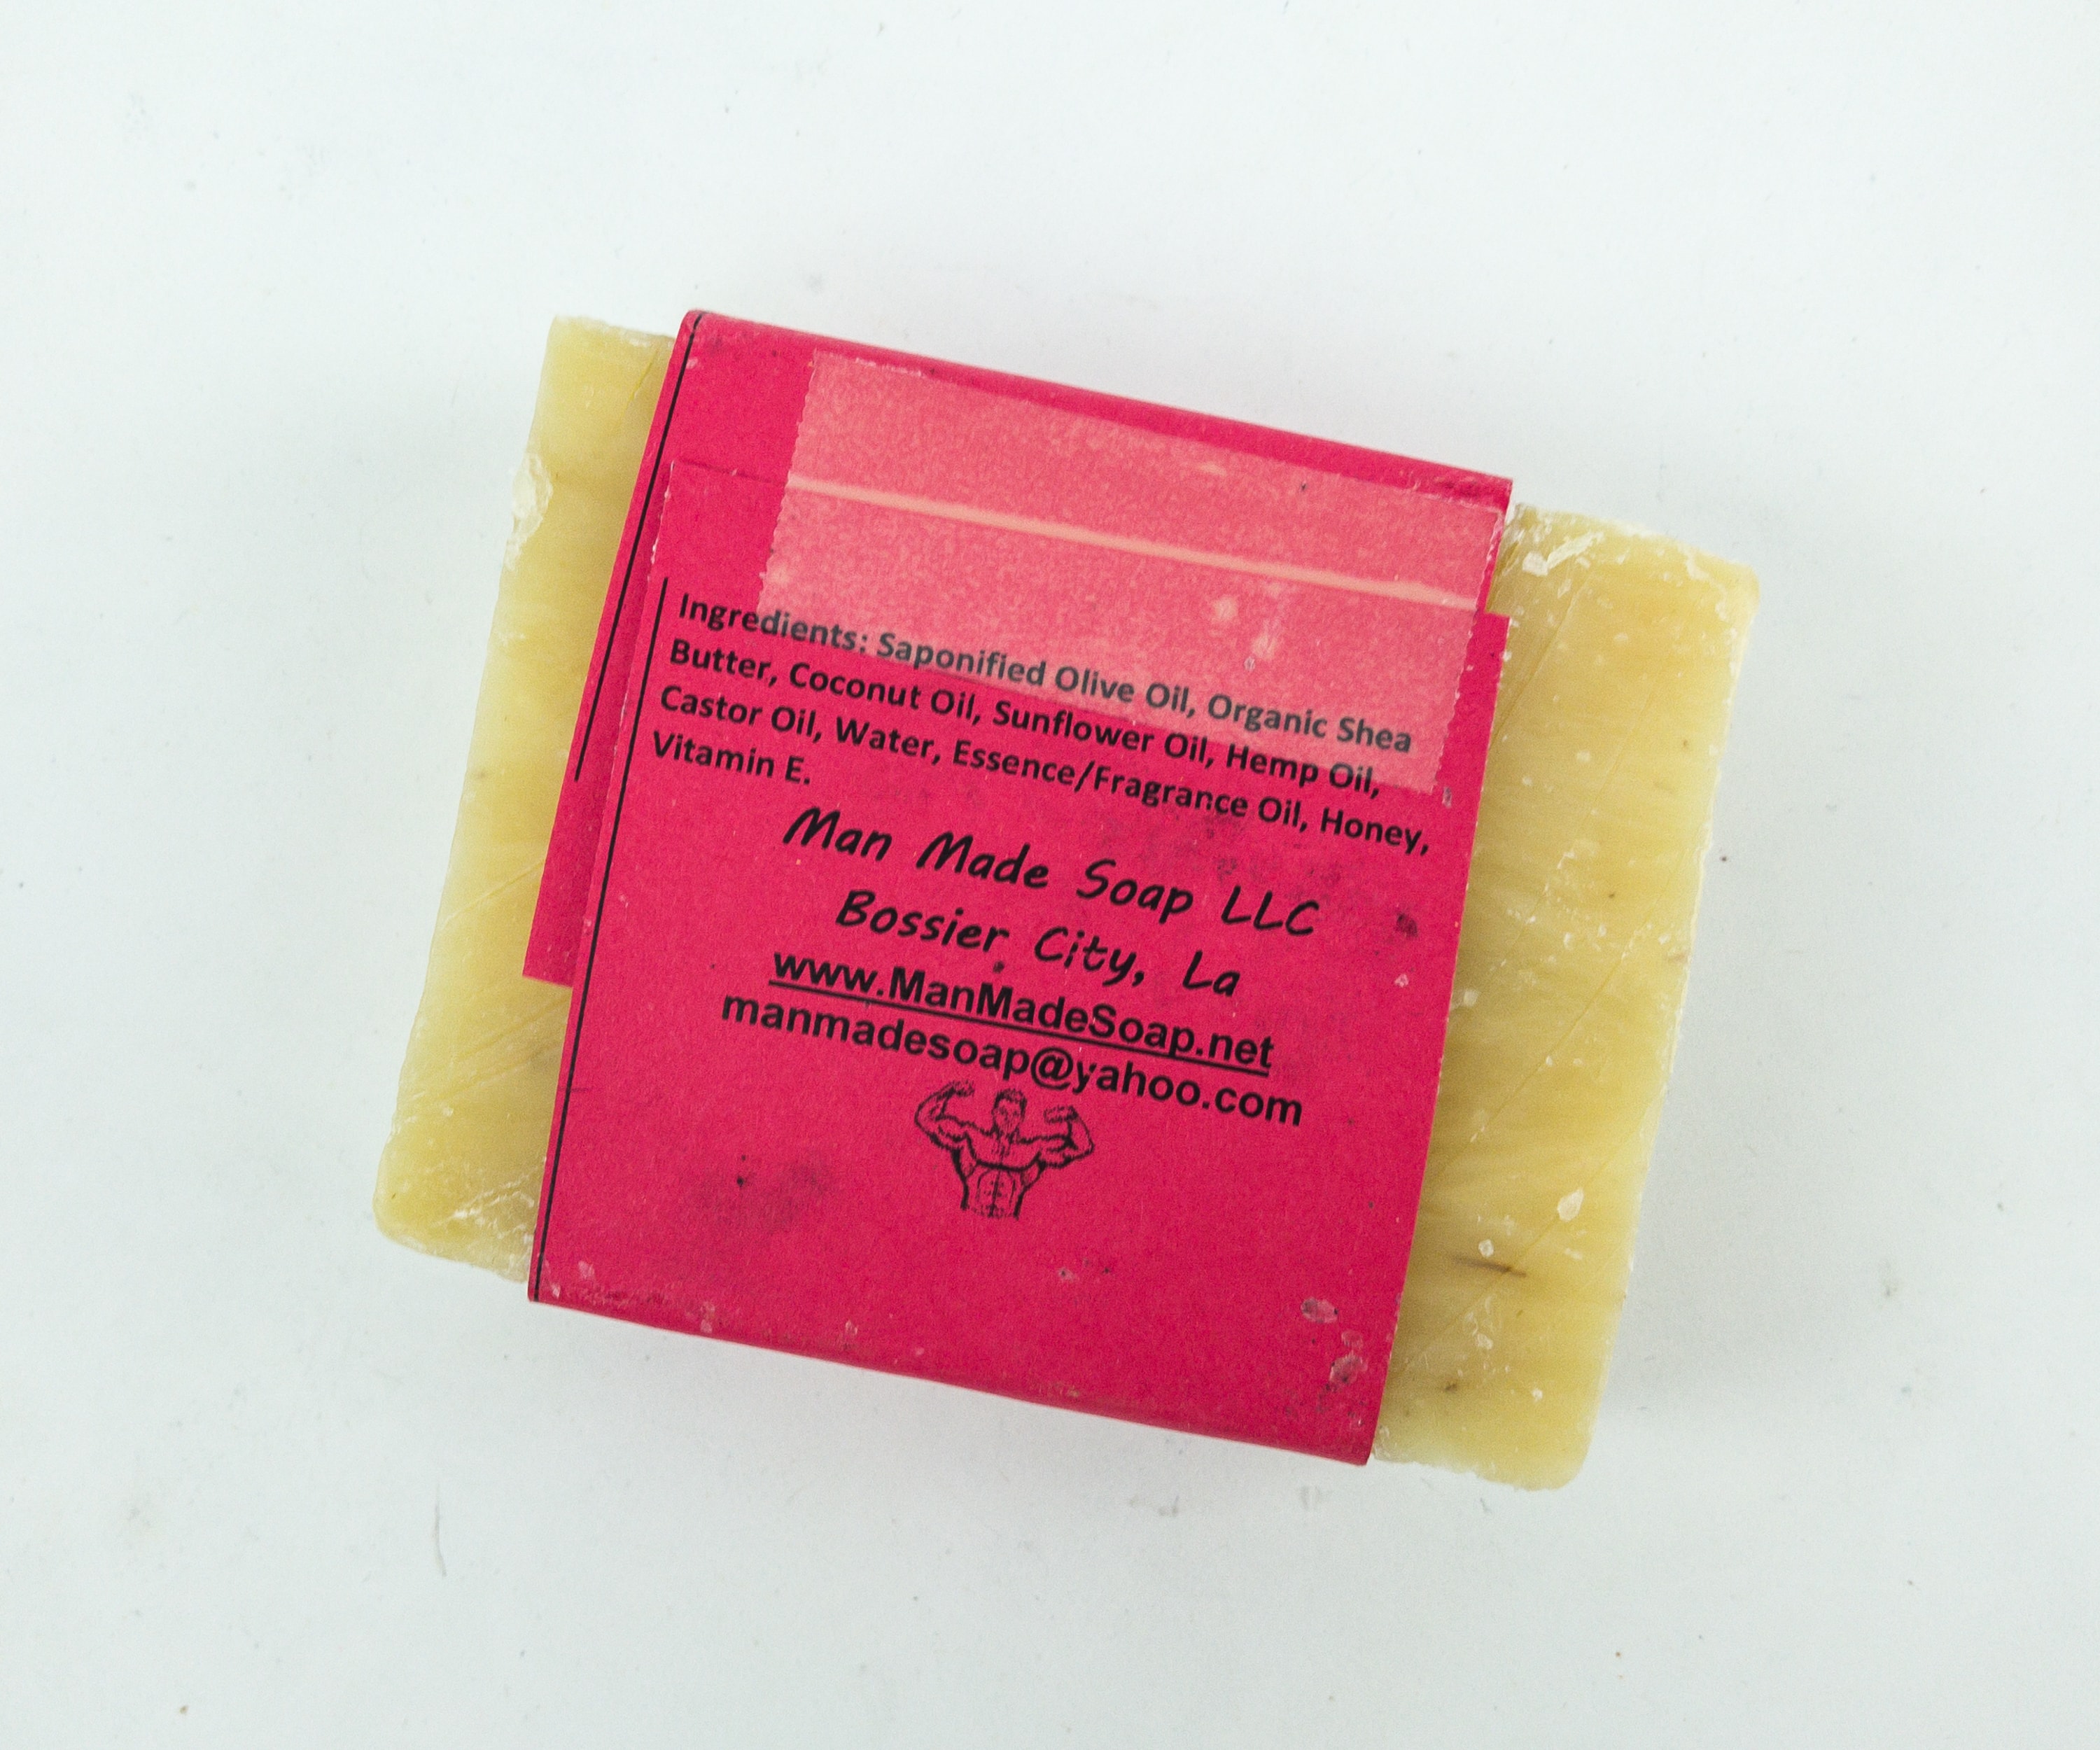 Ingredients: Saponified Olive Oil, Organic Shea
Butter, Coconut Oil, Sunflower Oil, Hemp Oil,
Castor Oil, Water, Essence/Fragrance Oil, Honey,
Vitamin E.
Man Made Soap LLC
Bossier City, La
www.ManMadeSoap.net
manmadesoap@yahoo.com